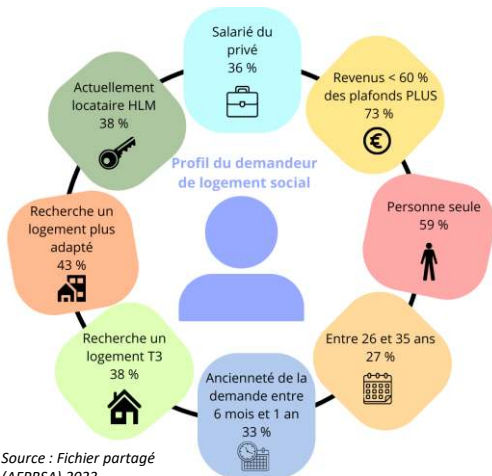 Salarié du
privé
36 %
Revenus < 60 %
des plafonds PLUS
73 %
Personne seule
59 %
Entre 26 et 35 ans
27 %
Ancienneté de la
demande entre
6 mois et 1 an
33 %
Recherche un
logement T3
38 %
Recherche un
logement plus
adapté
43 %
Actuellement
locataire HLM
38 %
Profil du demandeur
de logement social
Source : Fichier partagé